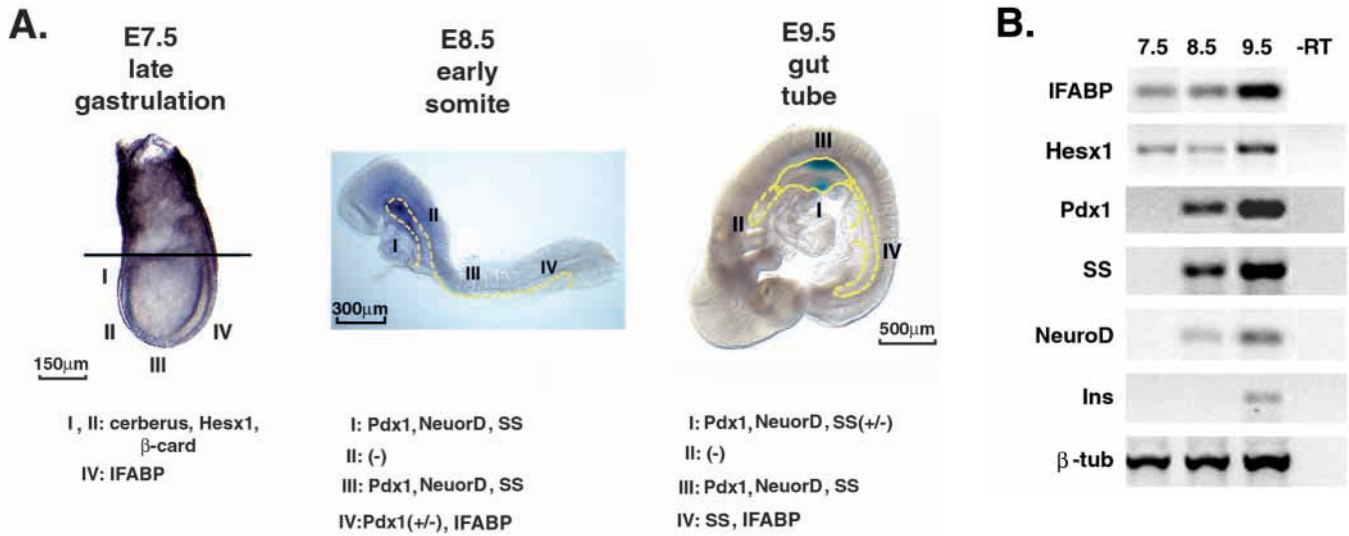 A.
E7.5
late
gastrulation
I
II
III
IV
150μm
I, II: cerberus, Hesx1,
β-card
IV: IFABP
E8.5
early
somite
I
II
III
IV
300μm
I: Pdx1, NeuorD, SS
II: (-)
III: Pdx1, NeuorD, SS
IV:Pdx1(+/-), IFABP
E9.5
gut
tube
III
I
II
IV
500μm
I: Pdx1, NeuorD, SS(+/-)
II: (-)
III: Pdx1, NeuorD, SS
IV: SS, IFABP
B.
7.5 8.5 9.5 -RT
IFABP
Hesx1
Pdx1
SS
NeuroD
Ins
β-tub